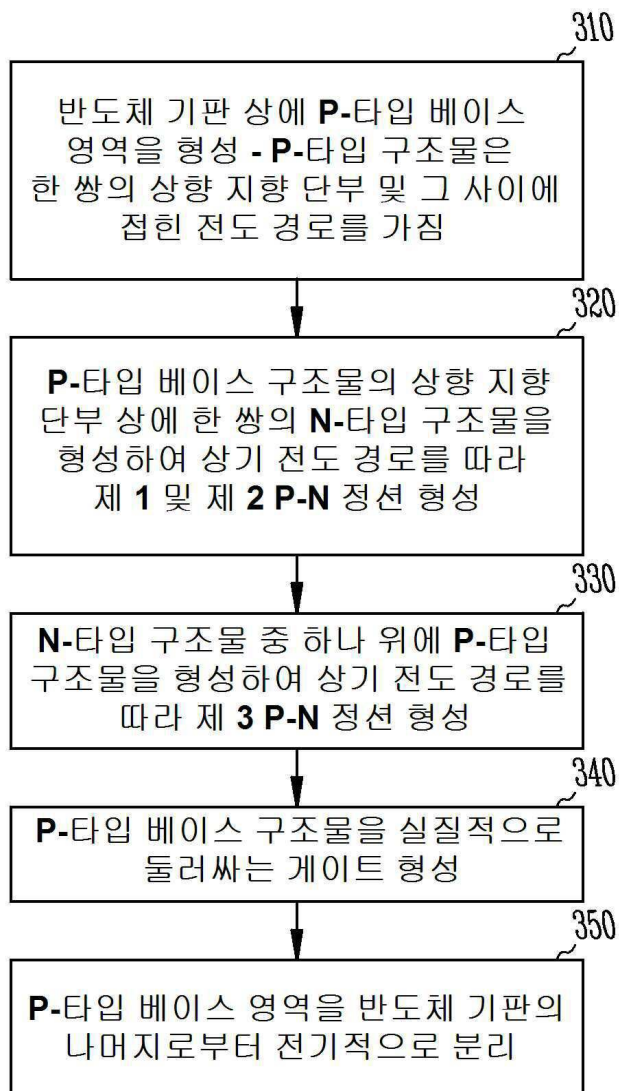 310
반도체 기판 상에 P-타입 베이스
영역을 형성 - P-타입 구조물은
한 쌍의 상향 지향 단부 및 그 사이에
접힌 전도 경로를 가짐
320
P-타입 베이스 구조물의 상향 지향
단부 상에 한 쌍의 N-타입 구조물을
형성하여 상기 전도 경로를 따라
제 1 및 제 2 P-N 정션 형성
330
N-타입 구조물 중 하나 위에 P-타입
구조물을 형성하여 상기 전도 경로를
따라 제 3 P-N 정션 형성
340
P-타입 베이스 구조물을 실질적으로
둘러싸는 게이트 형성
350
P-타입 베이스 영역을 반도체 기판의
나머지로부터 전기적으로 분리